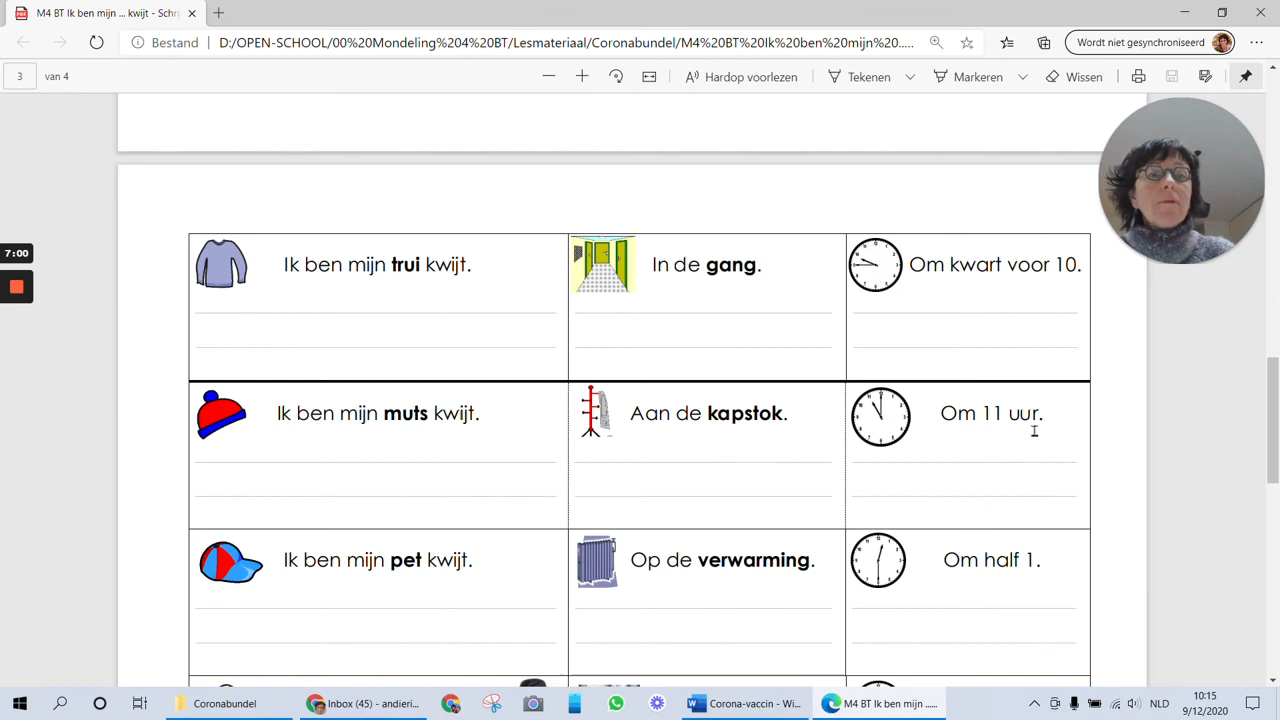 M4 BT Ik ben mijn ... kwijt - Schri
Bestand
D:/OPEN-SCHOOL/00%20Mondeling%204%20BT/Lesmateriaal/Coronabundel/M4%20BT%20Ik%20ben%20mijn%20.....
Wordt niet gesynchroniseerd
3 van 4
Hardop voorlezen
Tekenen
Markeren
Wissen
7:00
Ik ben mijn trui kwijt. In de gang. Om kwart voor 10.
Ik ben mijn muts kwijt. Aan de kapstok. Om 11 uur.
Ik ben mijn pet kwijt. Op de verwarming. Om half 1.
Coronabundel
Inbox (45) - andieri...
Corona-vaccin - Wi...
M4 BT Ik ben mijn ......
NLD
10:15
9/12/2020